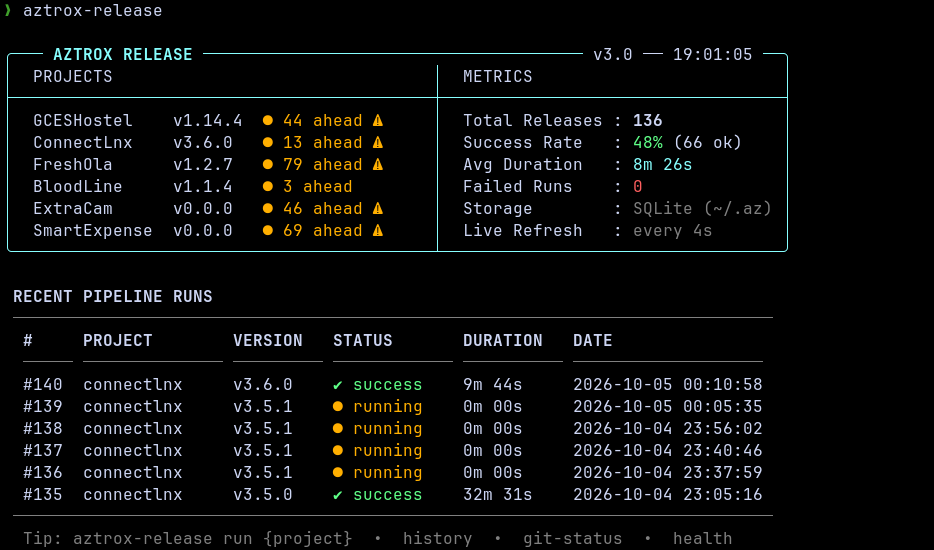 ❯ aztrox-release
AZTROX RELEASE v3.0 19:01:05
PROJECTS METRICS
GCESHostel v1.14.4 ● 44 ahead ⚠ Total Releases : 136
ConnectLnx v3.6.0 ● 13 ahead ⚠ Success Rate : 48% (66 ok)
FreshOla v1.2.7 ● 79 ahead ⚠ Avg Duration : 8m 26s
BloodLine v1.1.4 ● 3 ahead Failed Runs : 0
ExtraCam v0.0.0 ● 46 ahead ⚠ Storage : SQLite (~/.az)
SmartExpense v0.0.0 ● 69 ahead ⚠ Live Refresh : every 4s
RECENT PIPELINE RUNS
# PROJECT VERSION STATUS DURATION DATE
#140 connectlnx v3.6.0 ✔ success 9m 44s 2026-10-05 00:10:58
#139 connectlnx v3.5.1 ● running 0m 00s 2026-10-05 00:05:35
#138 connectlnx v3.5.1 ● running 0m 00s 2026-10-04 23:56:02
#137 connectlnx v3.5.1 ● running 0m 00s 2026-10-04 23:40:46
#136 connectlnx v3.5.1 ● running 0m 00s 2026-10-04 23:37:59
#135 connectlnx v3.5.0 ✔ success 32m 31s 2026-10-04 23:05:16
Tip: aztrox-release run {project} • history • git-status • health